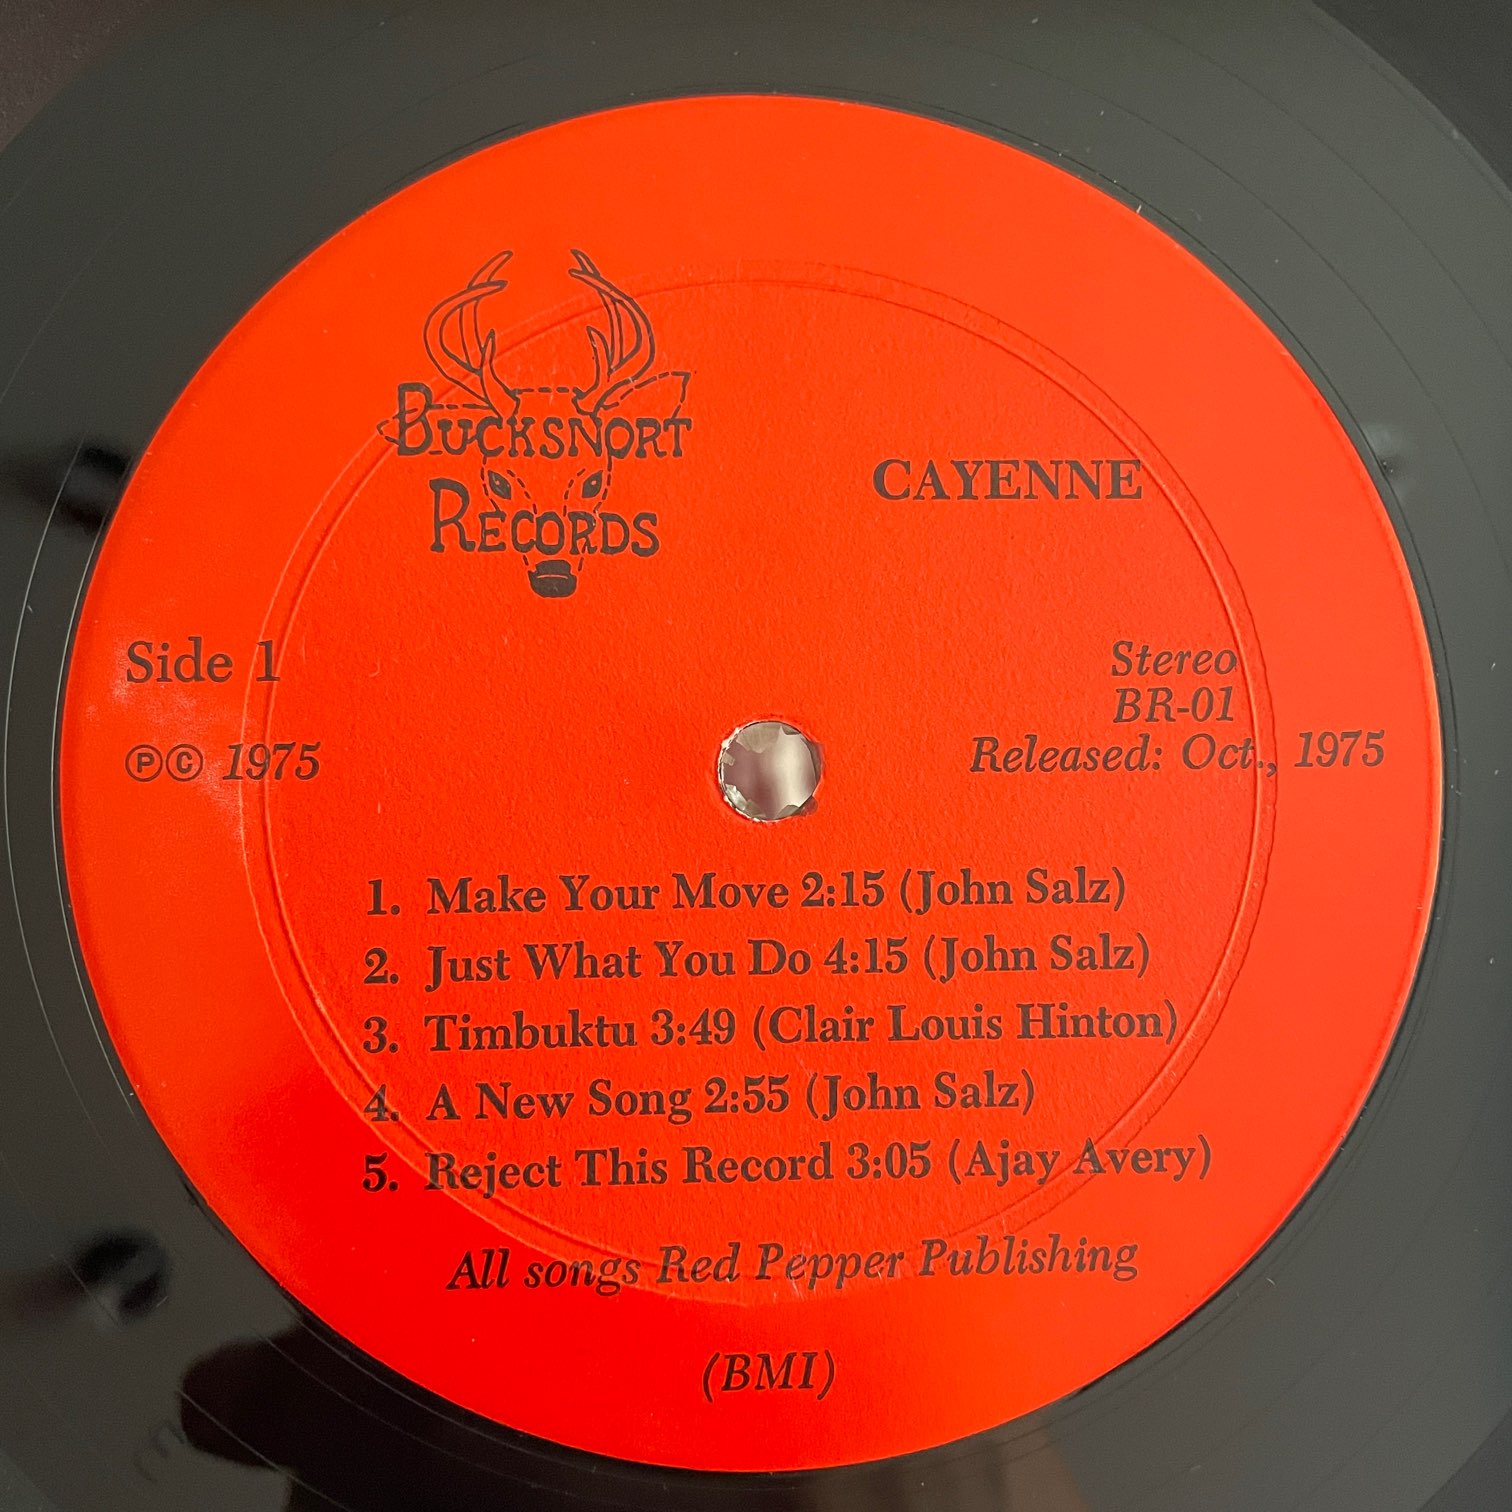 BUCKSNORT
RECORDS
CAYENNE
Side 1
Stereo
BR-01
ⓅⒸ 1975
Released: Oct., 1975
1. Make Your Move 2:15 (John Salz)
2. Just What You Do 4:15 (John Salz)
3. Timbuktu 3:49 (Clair Louis Hinton)
4. A New Song 2:55 (John Salz)
5. Reject This Record 3:05 (Ajay Avery)
All songs Red Pepper Publishing
(BMI)